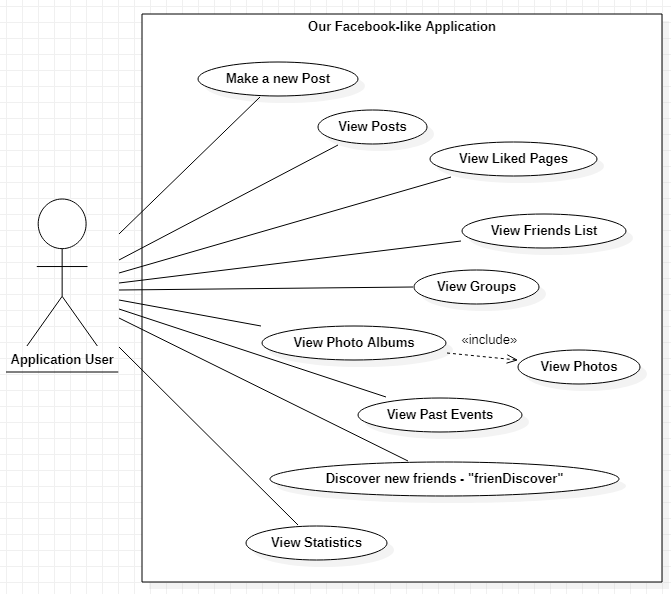 Our Facebook-like Application
Make a new Post
View Posts
View Liked Pages
View Friends List
View Groups
View Photo Albums
«include»
View Photos
Application User
View Past Events
Discover new friends - "frienDiscover"
View Statistics